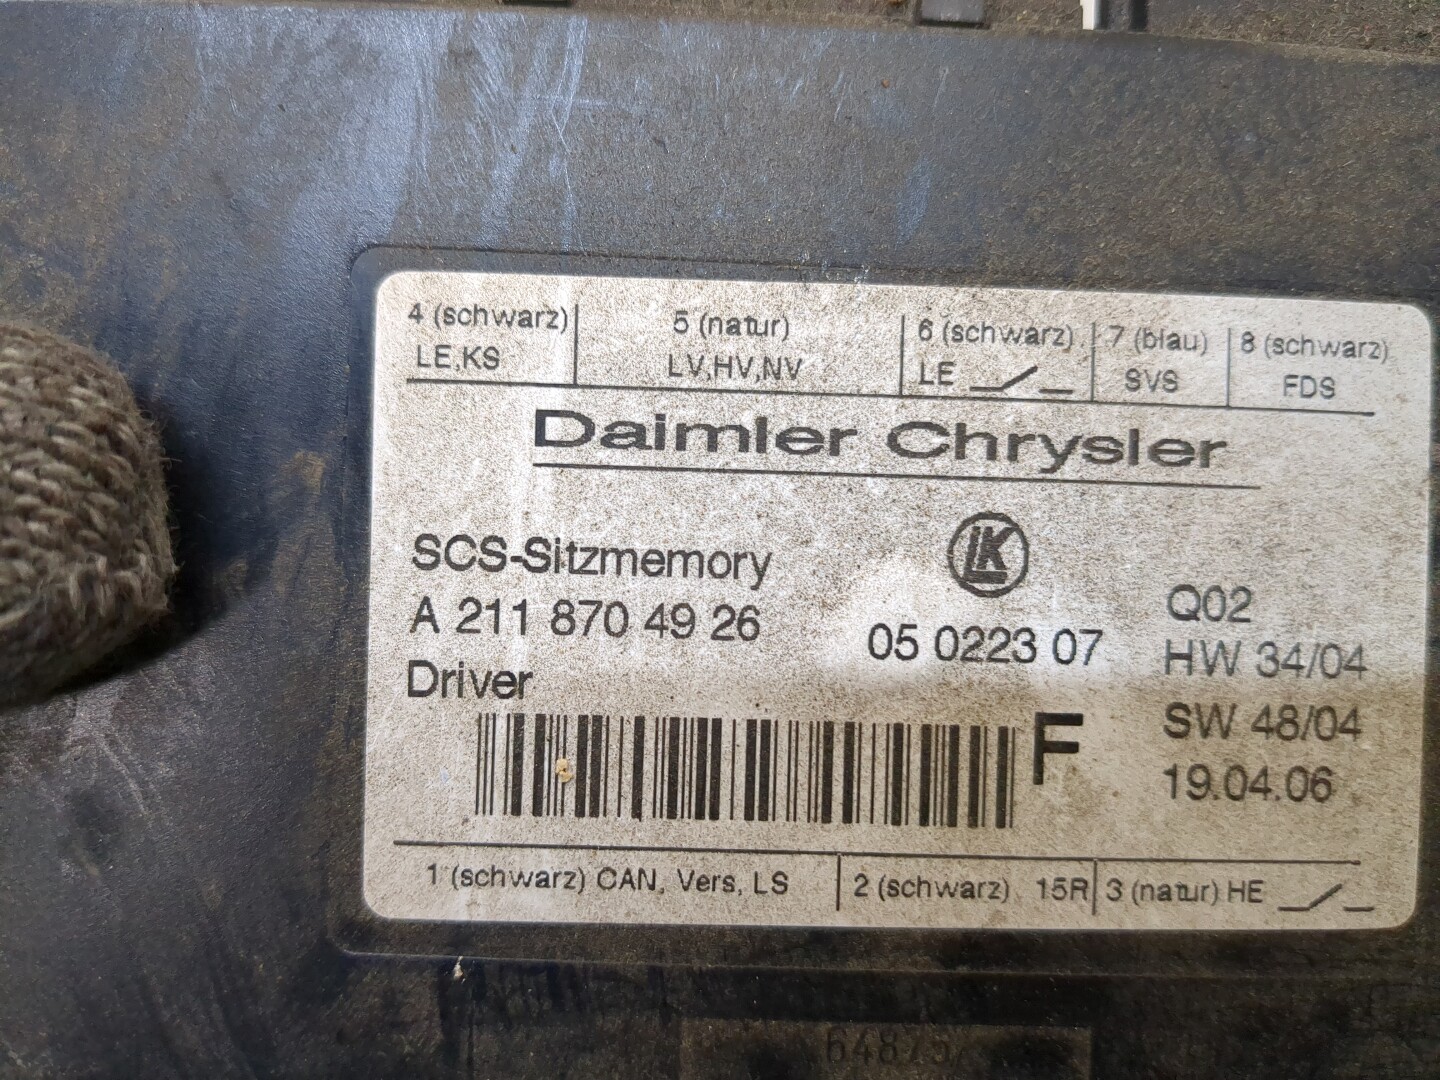 4 (schwarz) 5 (natur) 6 (schwarz) 7 (blau) 8 (schwarz)
LE,KS LV,HV,NV LE SVS FDS
Daimler Chrysler
LK
SCS-Sitzmemory
A 211 870 49 26 05 0223 07 Q02
Driver HW 34/04
F SW 48/04
19.04.06
1 (schwarz) CAN, Vers, LS 2 (schwarz) 15R 3 (natur) HE